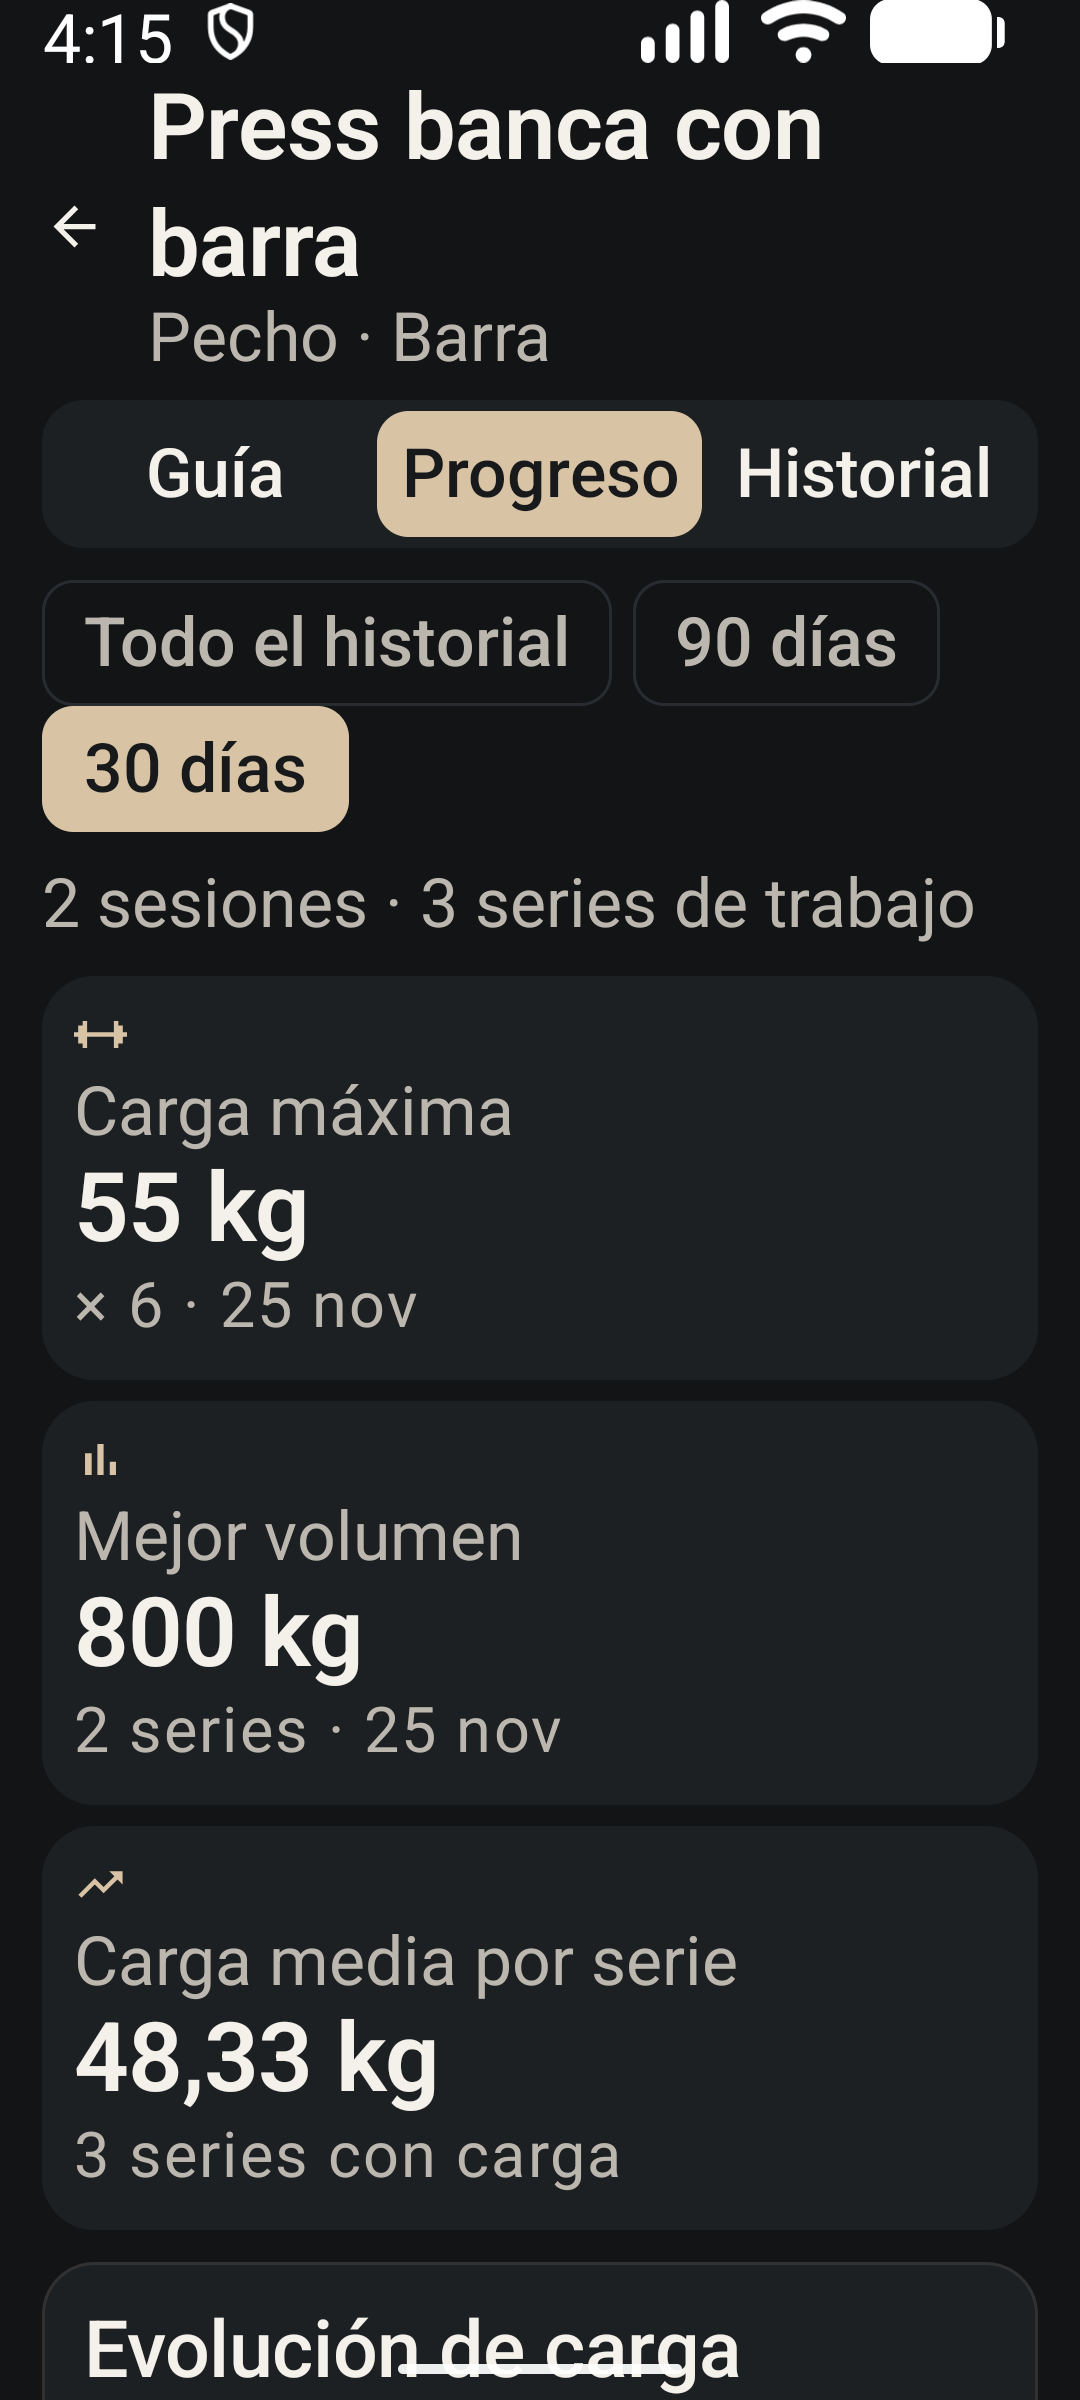 4:15
Press banca con
barra
Pecho · Barra
Guía Progreso Historial
Todo el historial 90 días
30 días
2 sesiones · 3 series de trabajo
Carga máxima
55 kg
× 6 · 25 nov
Mejor volumen
800 kg
2 series · 25 nov
Carga media por serie
48,33 kg
3 series con carga
Evolución de carga